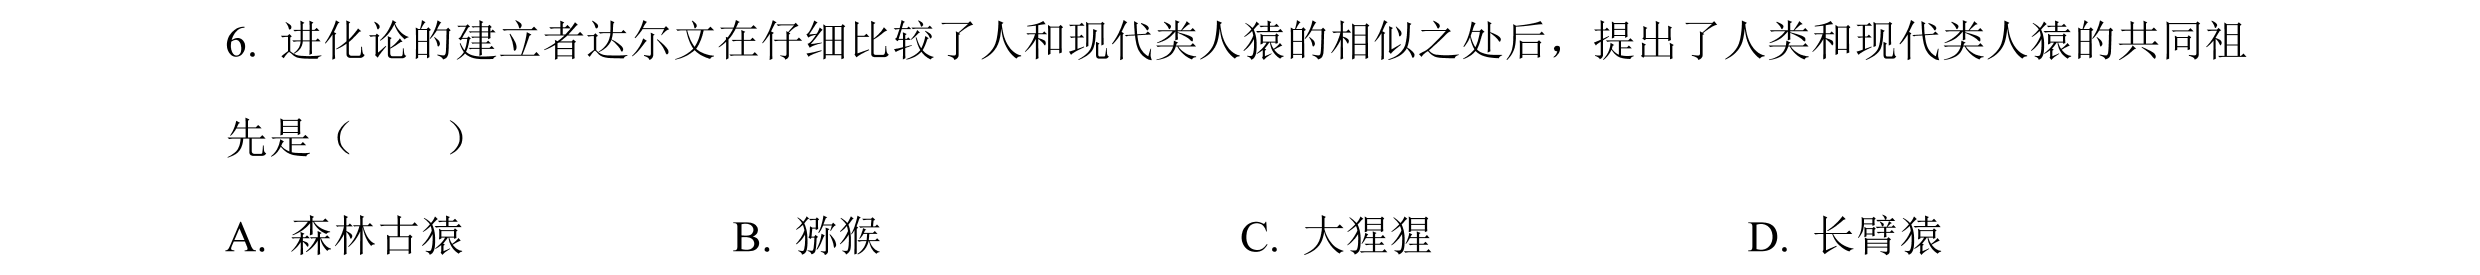 6. 进化论的建立者达尔文在仔细比较了人和现代类人猿的相似之处后，提出了人类和现代类人猿的共同祖
先是（　　）
A. 森林古猿　B. 猕猴　C. 大猩猩　D. 长臂猿